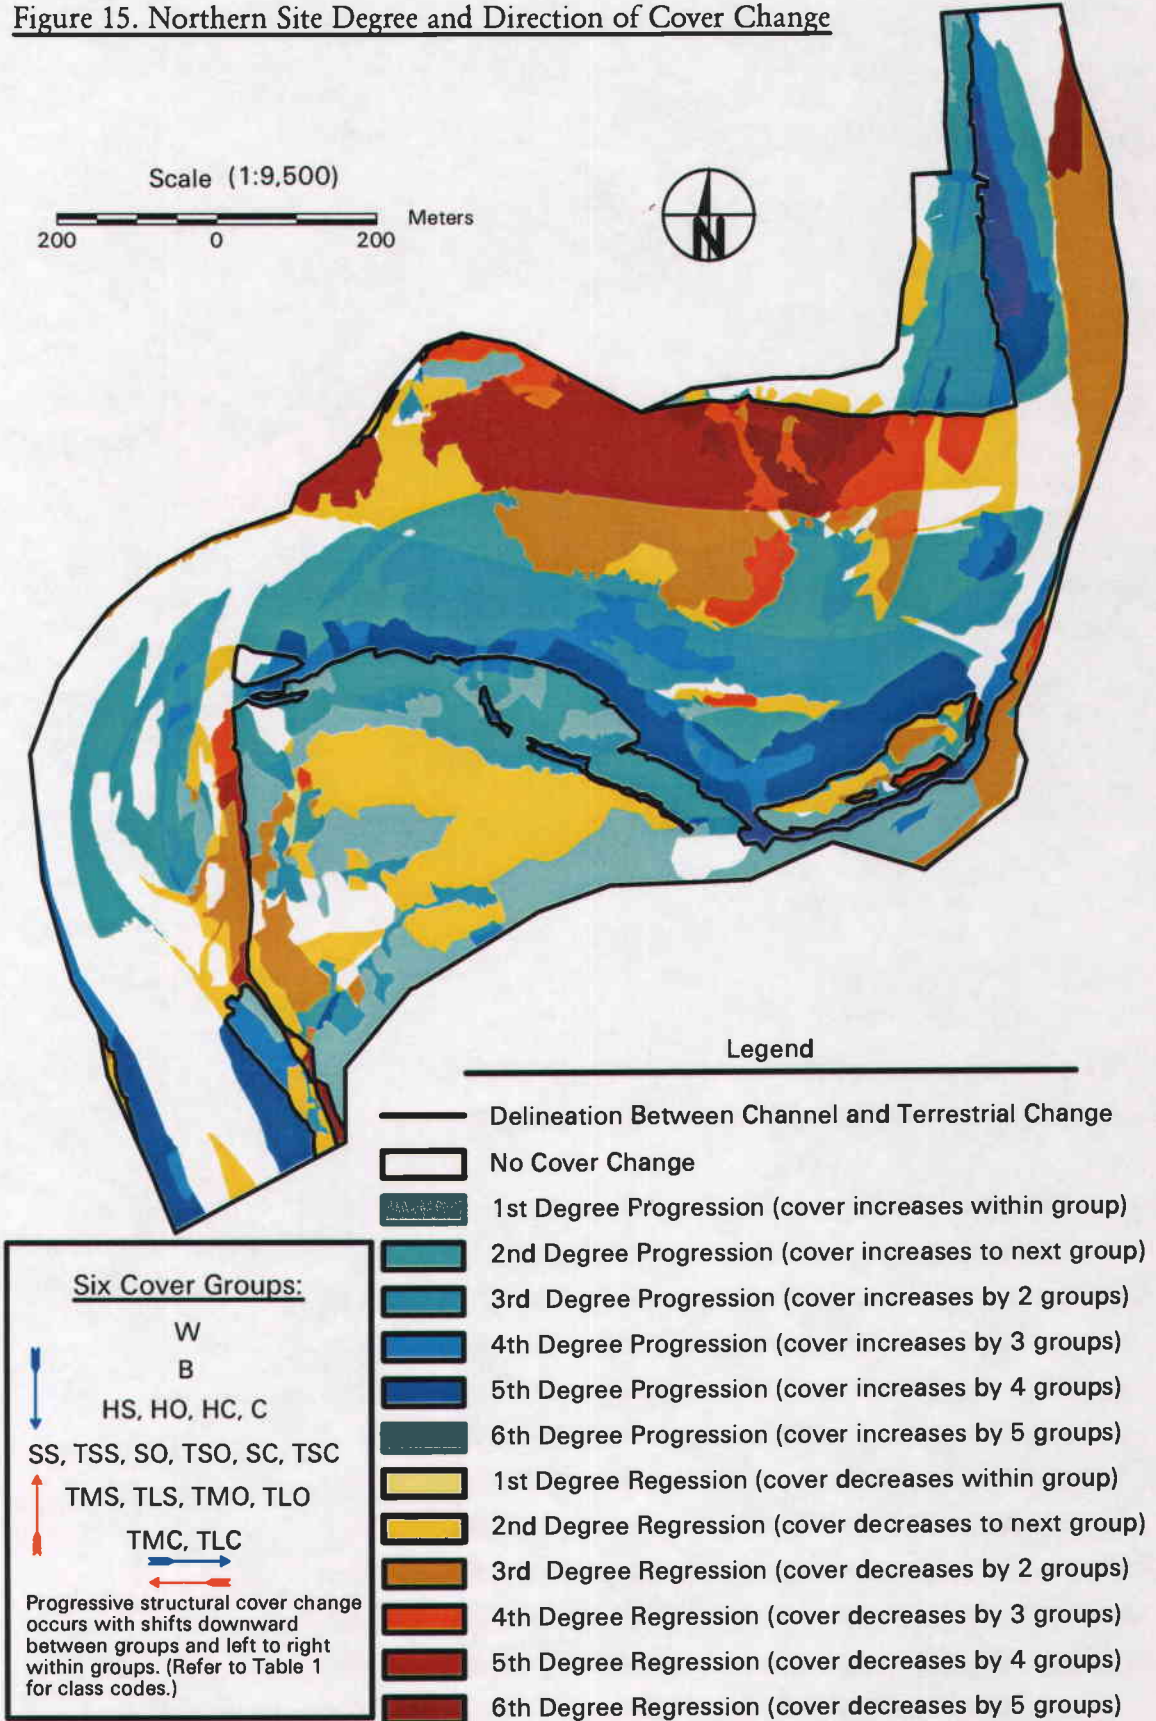 Figure 15. Northern Site Degree and Direction of Cover Change
Scale (1:9,500)
Meters
200 0 200
N
Legend
Delineation Between Channel and Terrestrial Change
No Cover Change
1st Degree Progression (cover increases within group)
2nd Degree Progression (cover increases to next group)
3rd Degree Progression (cover increases by 2 groups)
4th Degree Progression (cover increases by 3 groups)
5th Degree Progression (cover increases by 4 groups)
6th Degree Progression (cover increases by 5 groups)
1st Degree Regession (cover decreases within group)
2nd Degree Regression (cover decreases to next group)
3rd Degree Regression (cover decreases by 2 groups)
4th Degree Regression (cover decreases by 3 groups)
5th Degree Regression (cover decreases by 4 groups)
6th Degree Regression (cover decreases by 5 groups)
Six Cover Groups:
W
B
HS, HO, HC, C
SS, TSS, SO, TSO, SC, TSC
TMS, TLS, TMO, TLO
TMC, TLC
Progressive structural cover change
occurs with shifts downward
between groups and left to right
within groups. (Refer to Table 1
for class codes.)